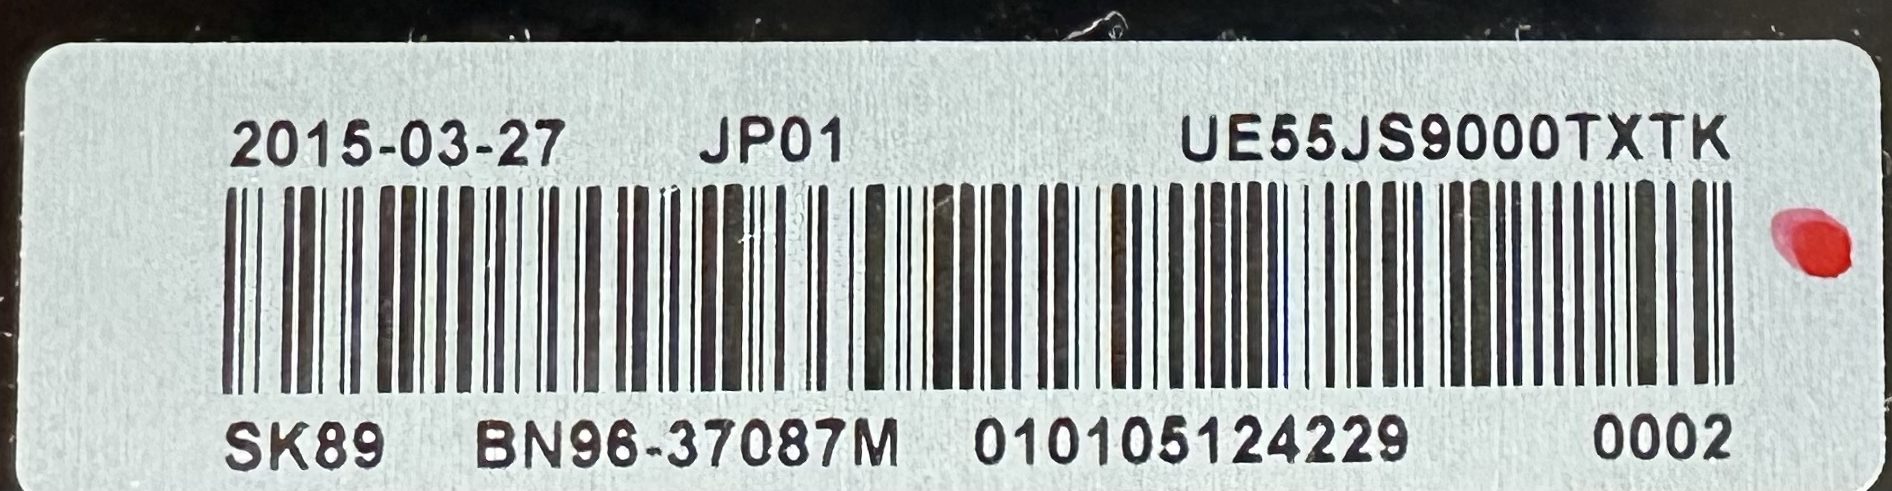 2015-03-27 JP01 UE55JS9000TXTK
SK89 BN96-37087M 010105124229 0002